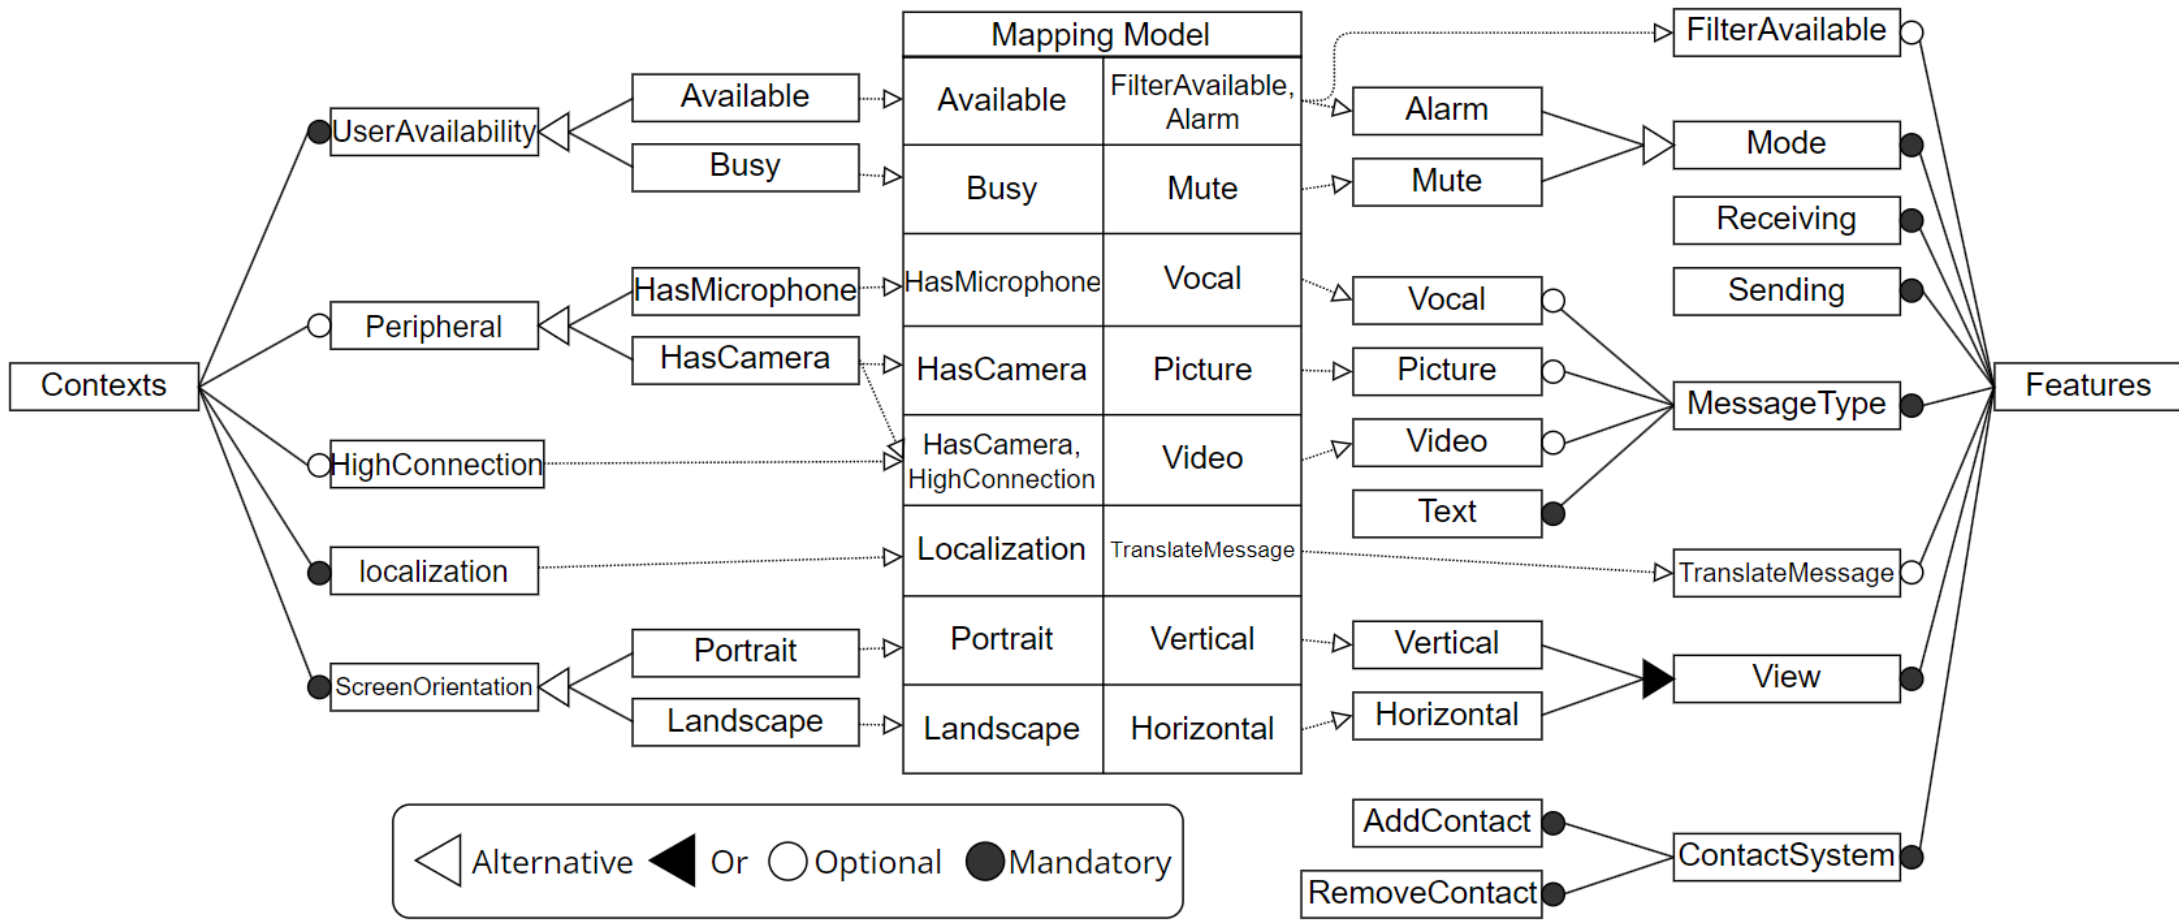 Contexts
UserAvailability
Peripheral
HighConnection
localization
ScreenOrientation
Available
Busy
HasMicrophone
HasCamera
Portrait
Landscape
Mapping Model
Available
FilterAvailable,
Alarm
Busy
Mute
HasMicrophone
Vocal
HasCamera
Picture
HasCamera,
HighConnection
Video
Localization
TranslateMessage
Portrait
Vertical
Landscape
Horizontal
Alarm
Mute
Vocal
Picture
Video
Text
Vertical
Horizontal
AddContact
RemoveContact
FilterAvailable
Mode
Receiving
Sending
MessageType
TranslateMessage
View
ContactSystem
Features
Alternative
Or
Optional
Mandatory